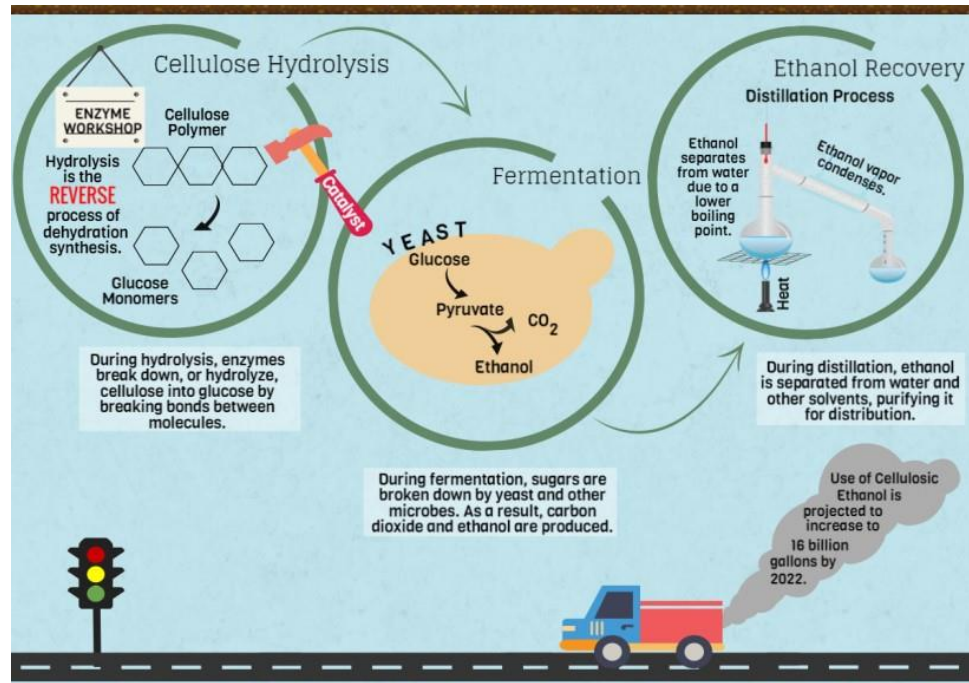 Cellulose Hydrolysis
ENZYME
WORKSHOP
Cellulose
Polymer
Hydrolysis
is the
REVERSE
process of
dehydration
synthesis.
Glucose
Monomers
Catalyst
During hydrolysis, enzymes
break down, or hydrolyze,
cellulose into glucose by
breaking bonds between
molecules.
Fermentation
YEAST
Glucose
Pyruvate
CO2
Ethanol
During fermentation, sugars are
broken down by yeast and other
microbes. As a result, carbon
dioxide and ethanol are produced.
Ethanol Recovery
Distillation Process
Ethanol
separates
from water
due to a
lower
boiling
point.
Ethanol vapor
condenses.
Heat
During distillation, ethanol
is separated from water and
other solvents, purifying it
for distribution.
Use of Cellulosic
Ethanol is
projected to
increase to
16 billion
gallons by
2022.